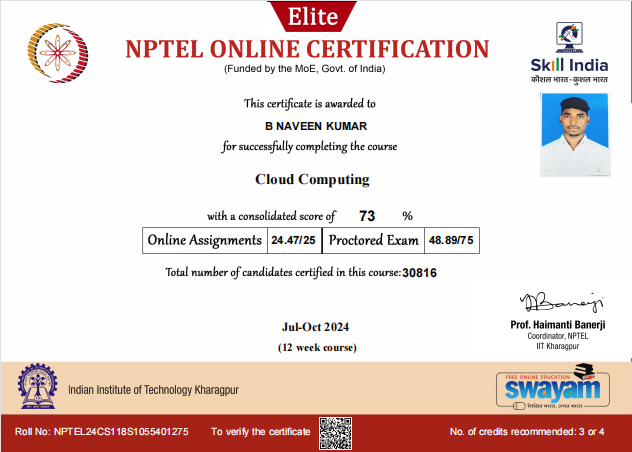 Elite
NPTEL ONLINE CERTIFICATION
(Funded by the MoE, Govt. of India)
Skill India
कौशल भारत - कुशल भारत
This certificate is awarded to
B NAVEEN KUMAR
for successfully completing the course
Cloud Computing
with a consolidated score of 73 %
Online Assignments 24.47/25 Proctored Exam 48.89/75
Total number of candidates certified in this course: 30816
Jul-Oct 2024
(12 week course)
Prof. Haimanti Banerji
Coordinator, NPTEL
IIT Kharagpur
Indian Institute of Technology Kharagpur
FREE ONLINE EDUCATION
swayam
शिक्षित भारत, उन्नत भारत
Roll No: NPTEL24CS118S1055401275 To verify the certificate No. of credits recommended: 3 or 4